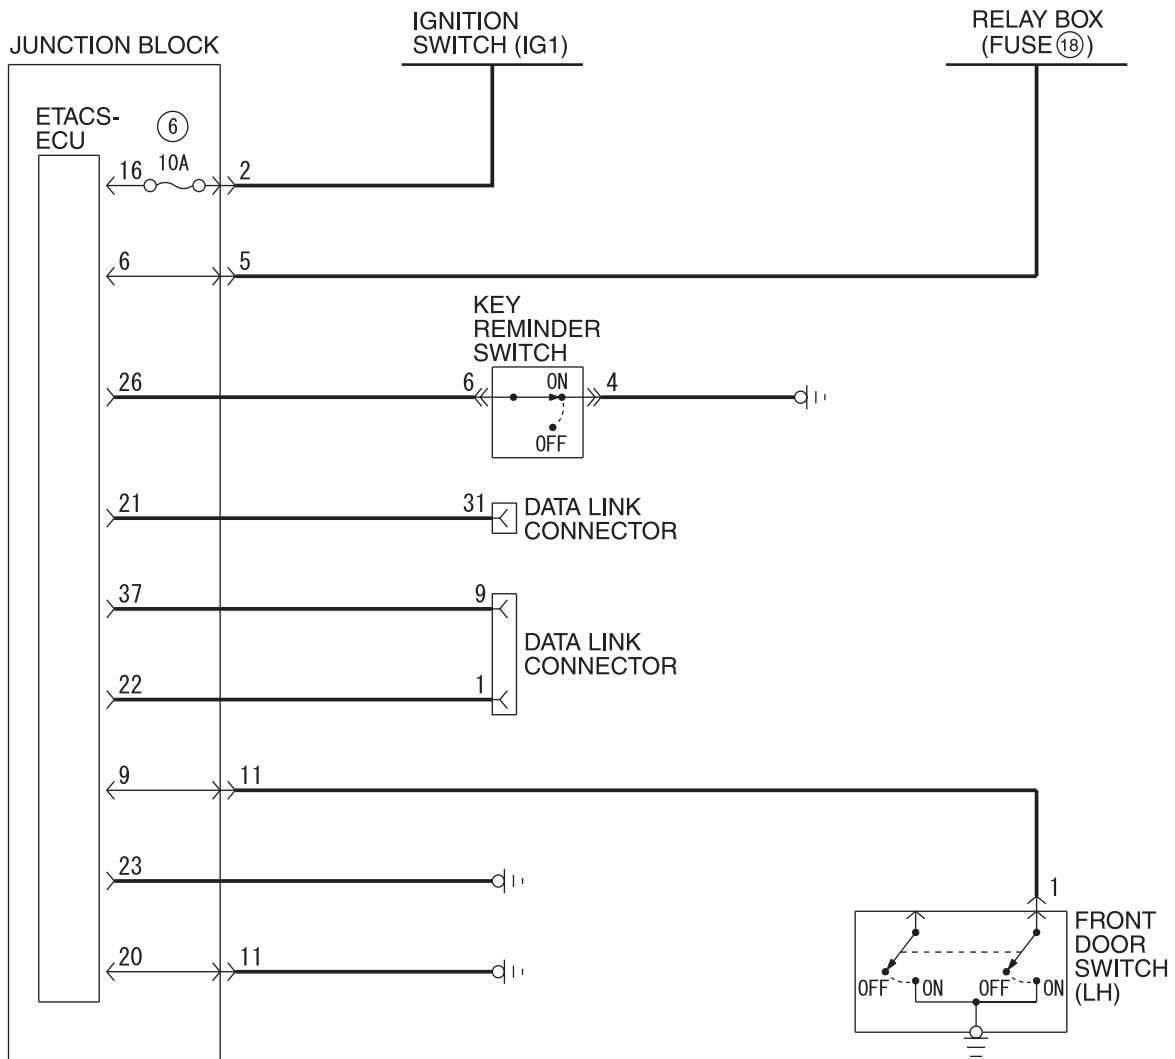 IGNITION
SWITCH (IG1)
RELAY BOX
(FUSE ⑱)
JUNCTION BLOCK
ETACS-
ECU
⑥
10A
16
2
6
5
KEY
REMINDER
SWITCH
26
6
ON
4
OFF
21
31
DATA LINK
CONNECTOR
37
9
DATA LINK
CONNECTOR
22
1
9
11
23
1
FRONT
DOOR
SWITCH
(LH)
20
11
OFF
ON
OFF
ON